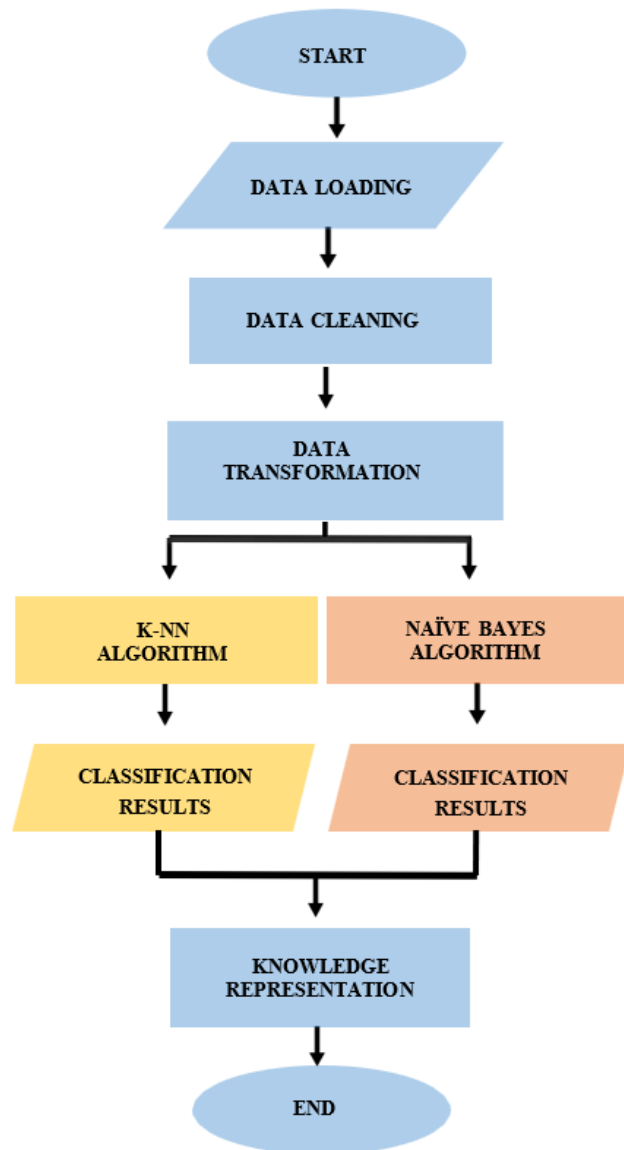 START
DATA LOADING
DATA CLEANING
DATA
TRANSFORMATION
K-NN
ALGORITHM
NAÏVE BAYES
ALGORITHM
CLASSIFICATION
RESULTS
CLASSIFICATION
RESULTS
KNOWLEDGE
REPRESENTATION
END